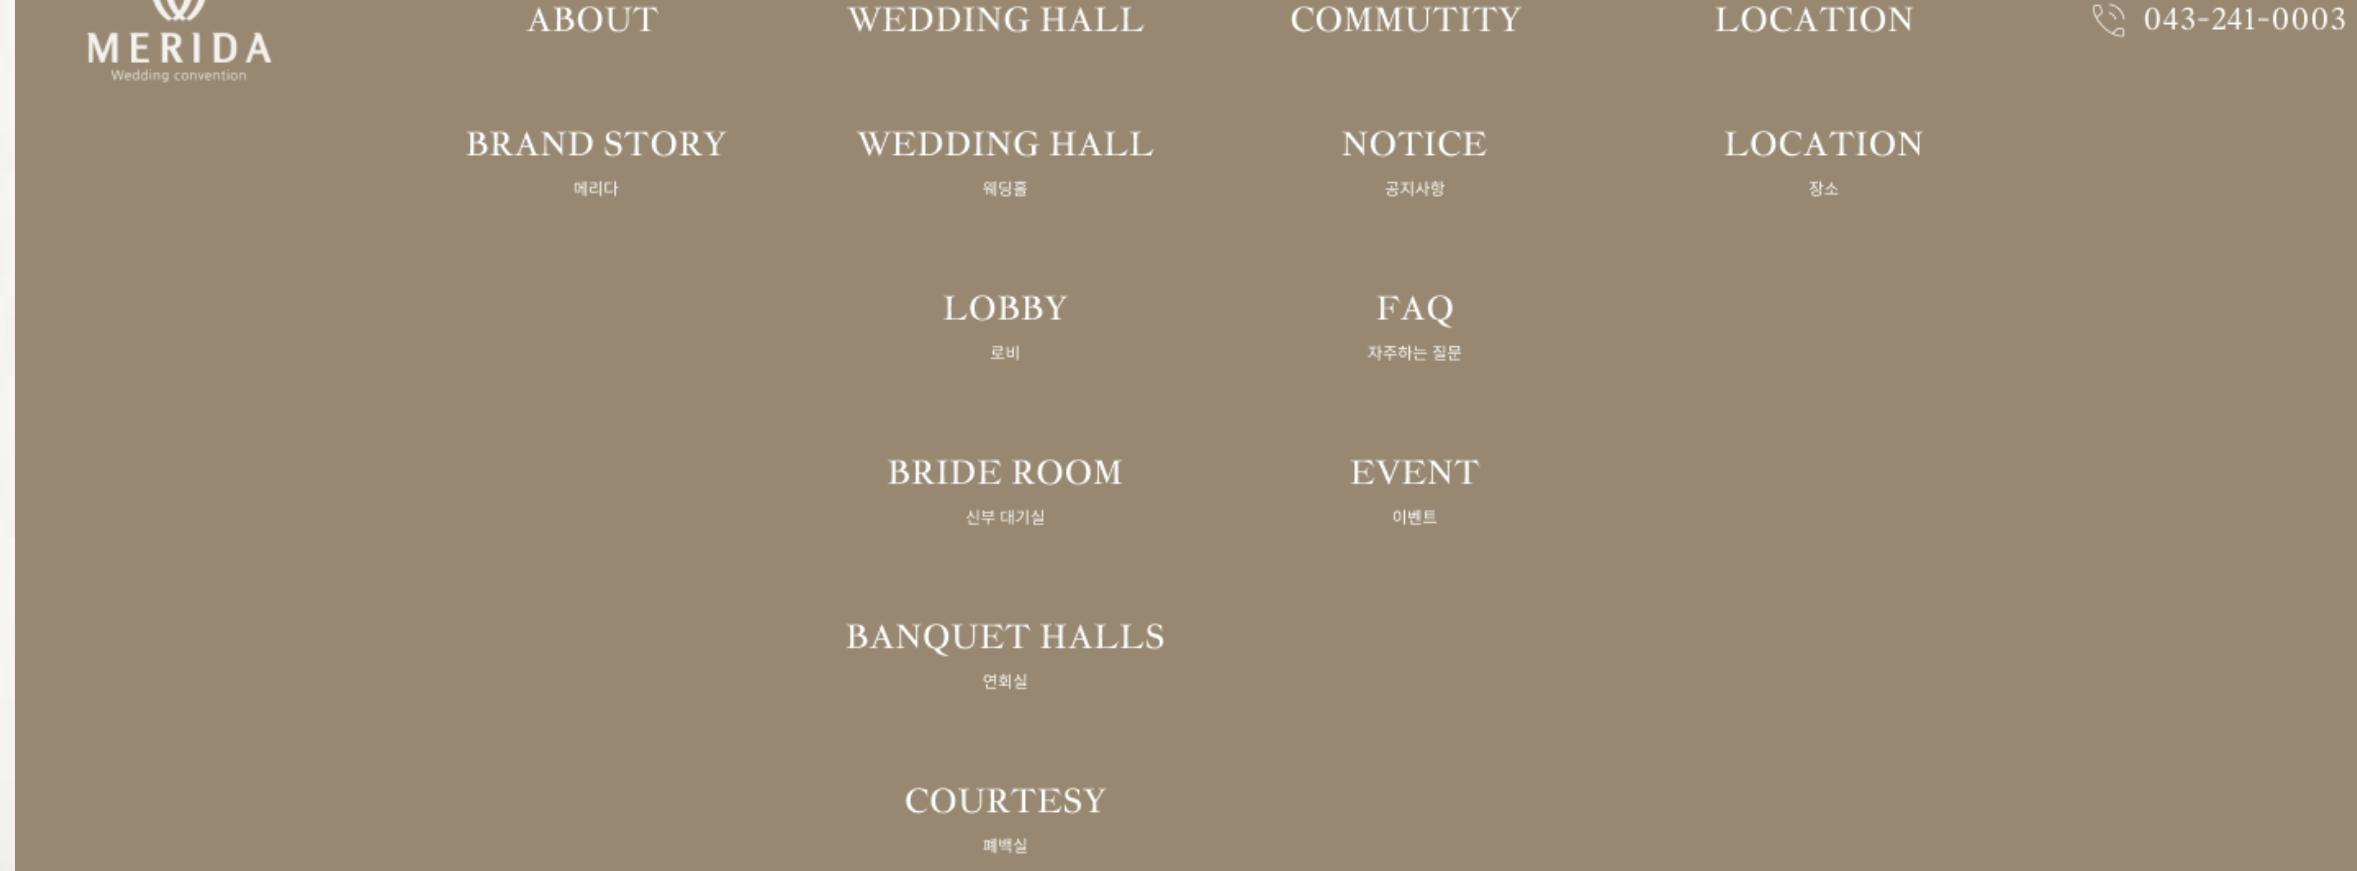 MERIDA
Wedding convention
ABOUT
WEDDING HALL
COMMUTITY
LOCATION
043-241-0003
BRAND STORY
메리다
WEDDING HALL
웨딩홀
LOBBY
로비
BRIDE ROOM
신부 대기실
BANQUET HALLS
연회실
COURTESY
폐백실
NOTICE
공지사항
FAQ
자주하는 질문
EVENT
이벤트
LOCATION
장소